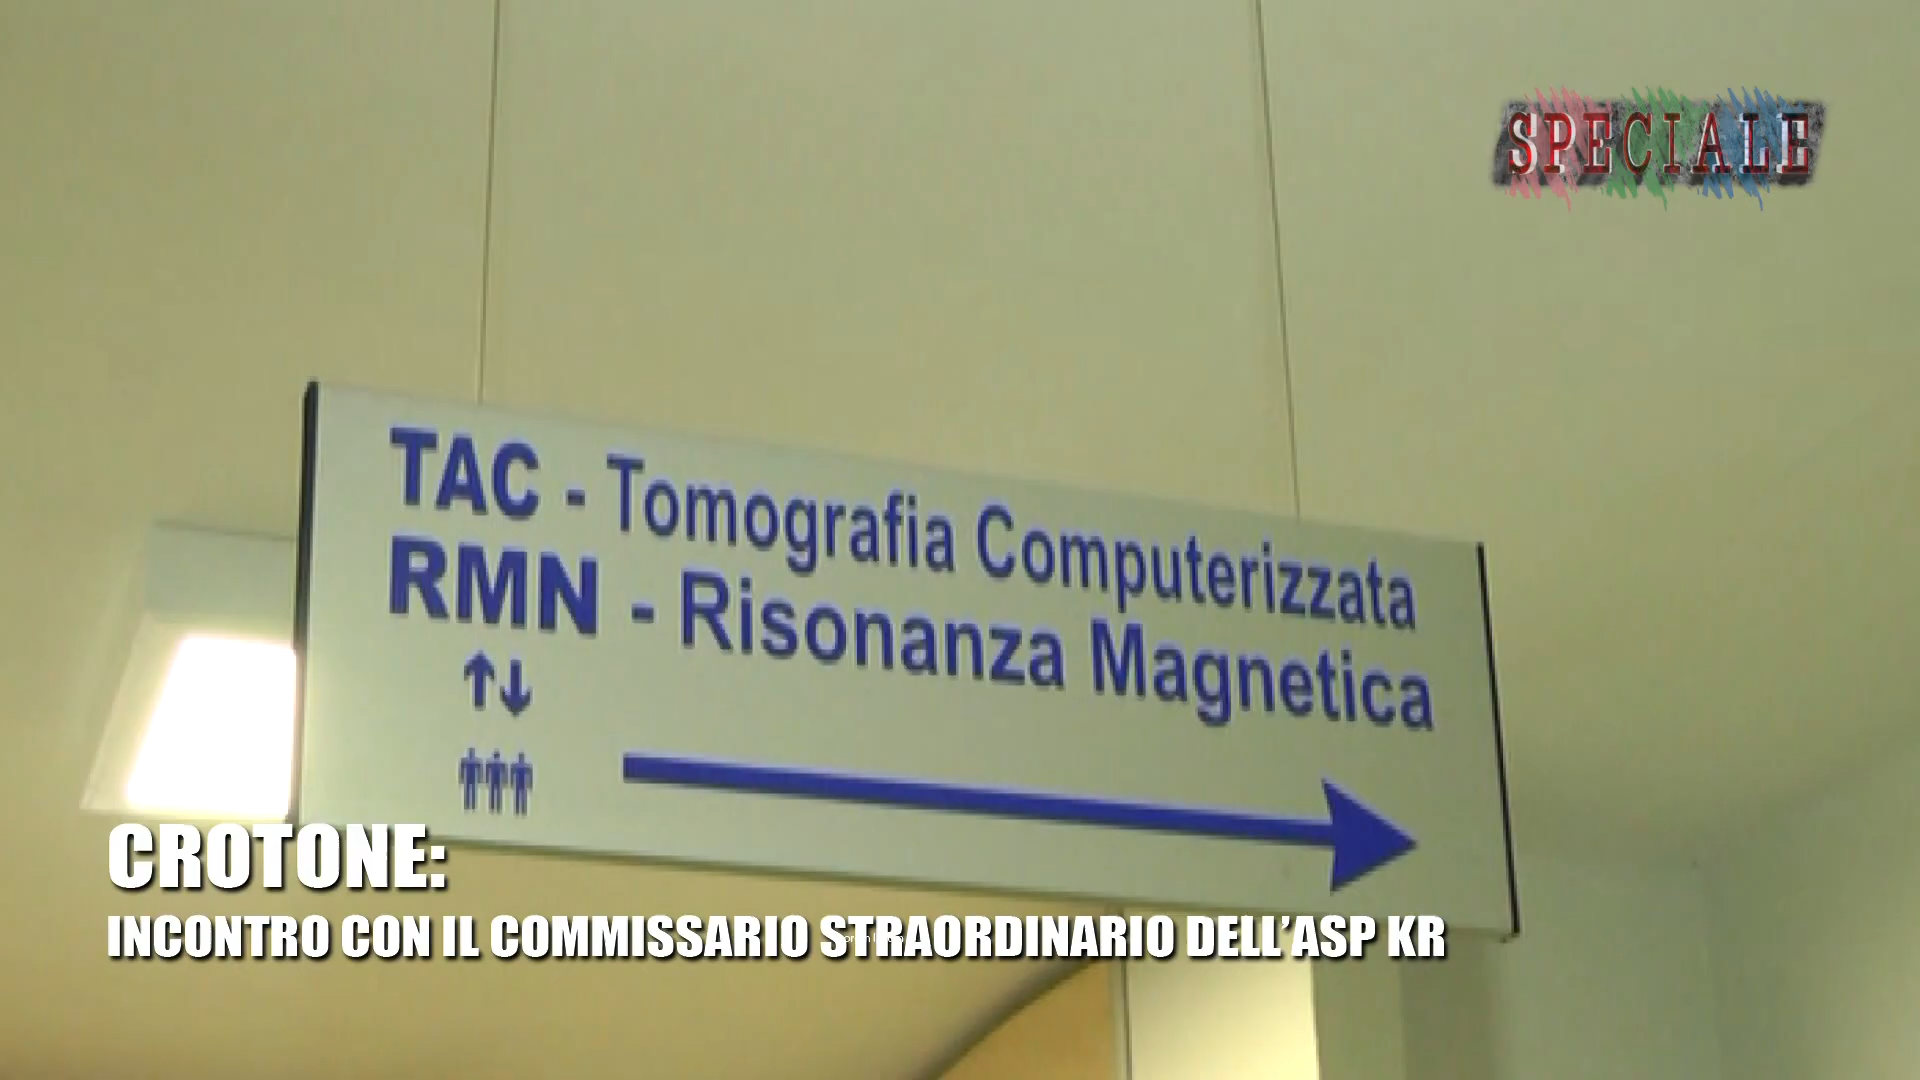 SPECIALE
TAC - Tomografia Computerizzata
RMN - Risonanza Magnetica
CROTONE:
INCONTRO CON IL COMMISSARIO STRAORDINARIO DELL'ASP KR